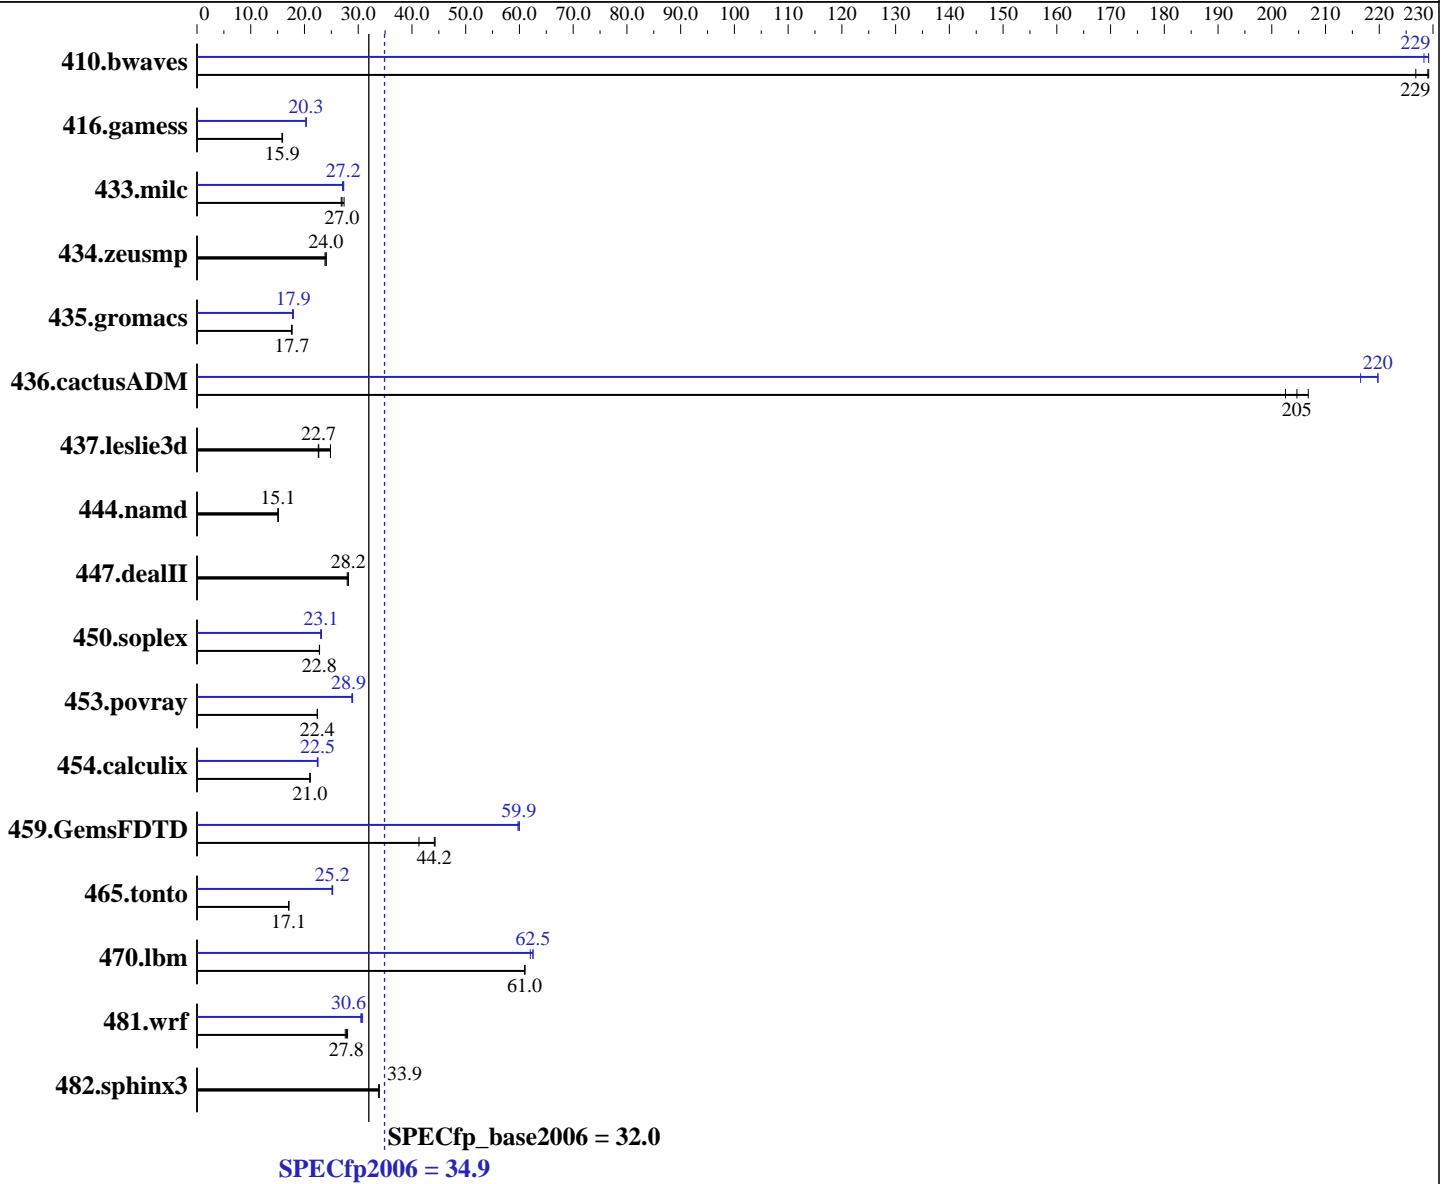 0 10.0 20.0 30.0 40.0 50.0 60.0 70.0 80.0 90.0 100 110 120 130 140 150 160 170 180 190 200 210 220 230
229
410.bwaves
229
20.3
416.gamess
15.9
27.2
433.milc
27.0
24.0
434.zeusmp
17.9
435.gromacs
17.7
220
436.cactusADM
205
22.7
437.leslie3d
15.1
444.namd
28.2
447.dealII
23.1
450.soplex
22.8
28.9
453.povray
22.4
22.5
454.calculix
21.0
59.9
459.GemsFDTD
44.2
25.2
465.tonto
17.1
62.5
470.lbm
61.0
30.6
481.wrf
27.8
33.9
482.sphinx3
SPECfp_base2006 = 32.0
SPECfp2006 = 34.9